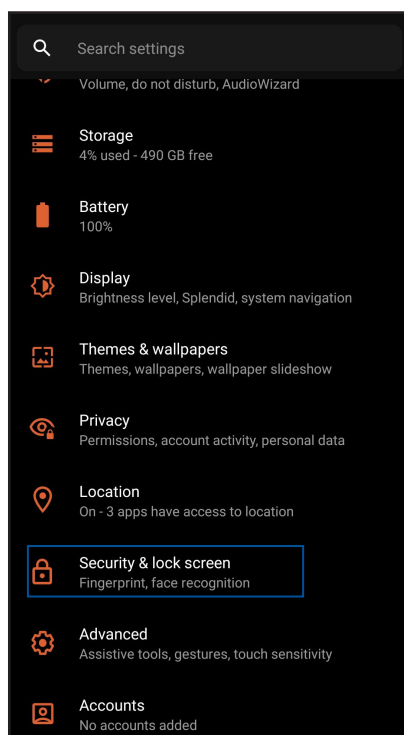 Search settings
Volume, do not disturb, AudioWizard
Storage
4% used - 490 GB free
Battery
100%
Display
Brightness level, Splendid, system navigation
Themes & wallpapers
Themes, wallpapers, wallpaper slideshow
Privacy
Permissions, account activity, personal data
Location
On - 3 apps have access to location
Security & lock screen
Fingerprint, face recognition
Advanced
Assistive tools, gestures, touch sensitivity
Accounts
No accounts added